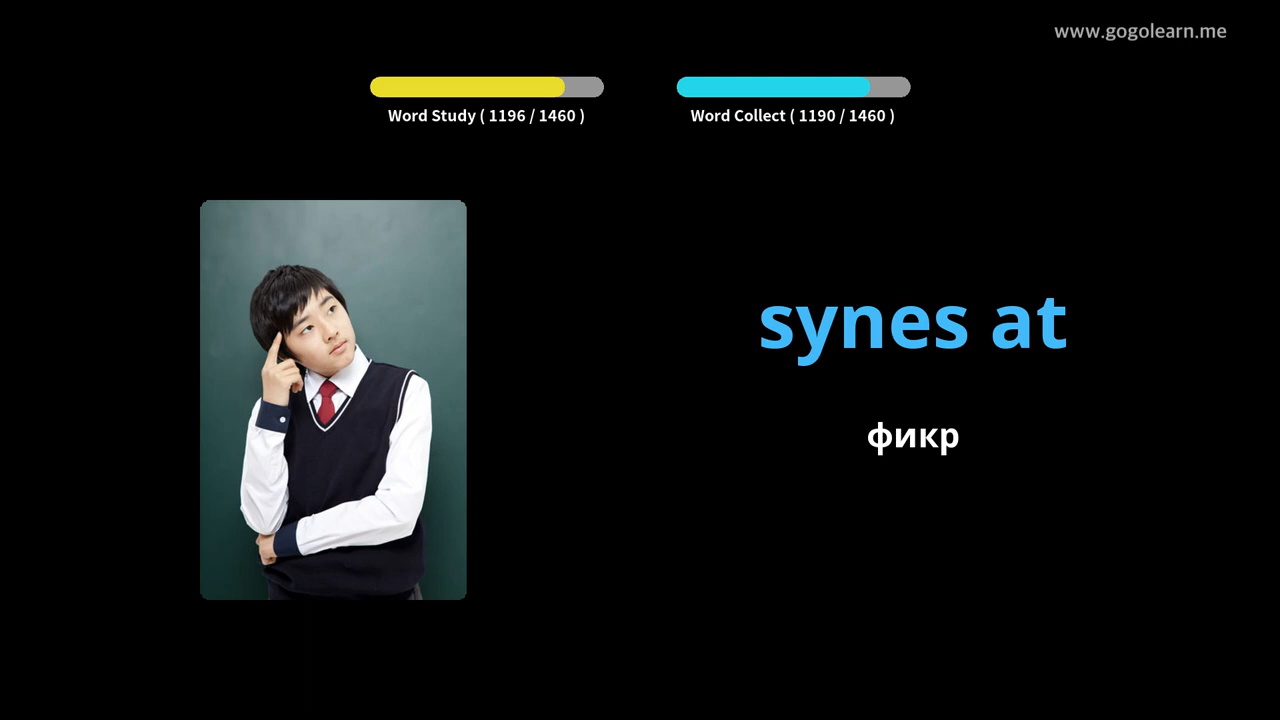 www.gogolearn.me
Word Study ( 1196 / 1460 )
Word Collect ( 1190 / 1460 )
synes at
фикр